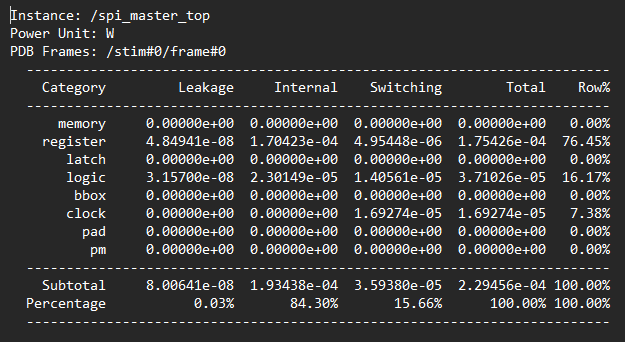 Instance: /spi_master_top
Power Unit: W
PDB Frames: /stim#0/frame#0
-------------------------------------------------------------------------
Category Leakage Internal Switching Total Row%
-------------------------------------------------------------------------
memory 0.00000e+00 0.00000e+00 0.00000e+00 0.00000e+00 0.00%
register 4.84941e-08 1.70423e-04 4.95448e-06 1.75426e-04 76.45%
latch 0.00000e+00 0.00000e+00 0.00000e+00 0.00000e+00 0.00%
logic 3.15700e-08 2.30149e-05 1.40561e-05 3.71026e-05 16.17%
bbox 0.00000e+00 0.00000e+00 0.00000e+00 0.00000e+00 0.00%
clock 0.00000e+00 0.00000e+00 1.69274e-05 1.69274e-05 7.38%
pad 0.00000e+00 0.00000e+00 0.00000e+00 0.00000e+00 0.00%
pm 0.00000e+00 0.00000e+00 0.00000e+00 0.00000e+00 0.00%
-------------------------------------------------------------------------
Subtotal 8.00641e-08 1.93438e-04 3.59380e-05 2.29456e-04 100.00%
Percentage 0.03% 84.30% 15.66% 100.00% 100.00%
-------------------------------------------------------------------------